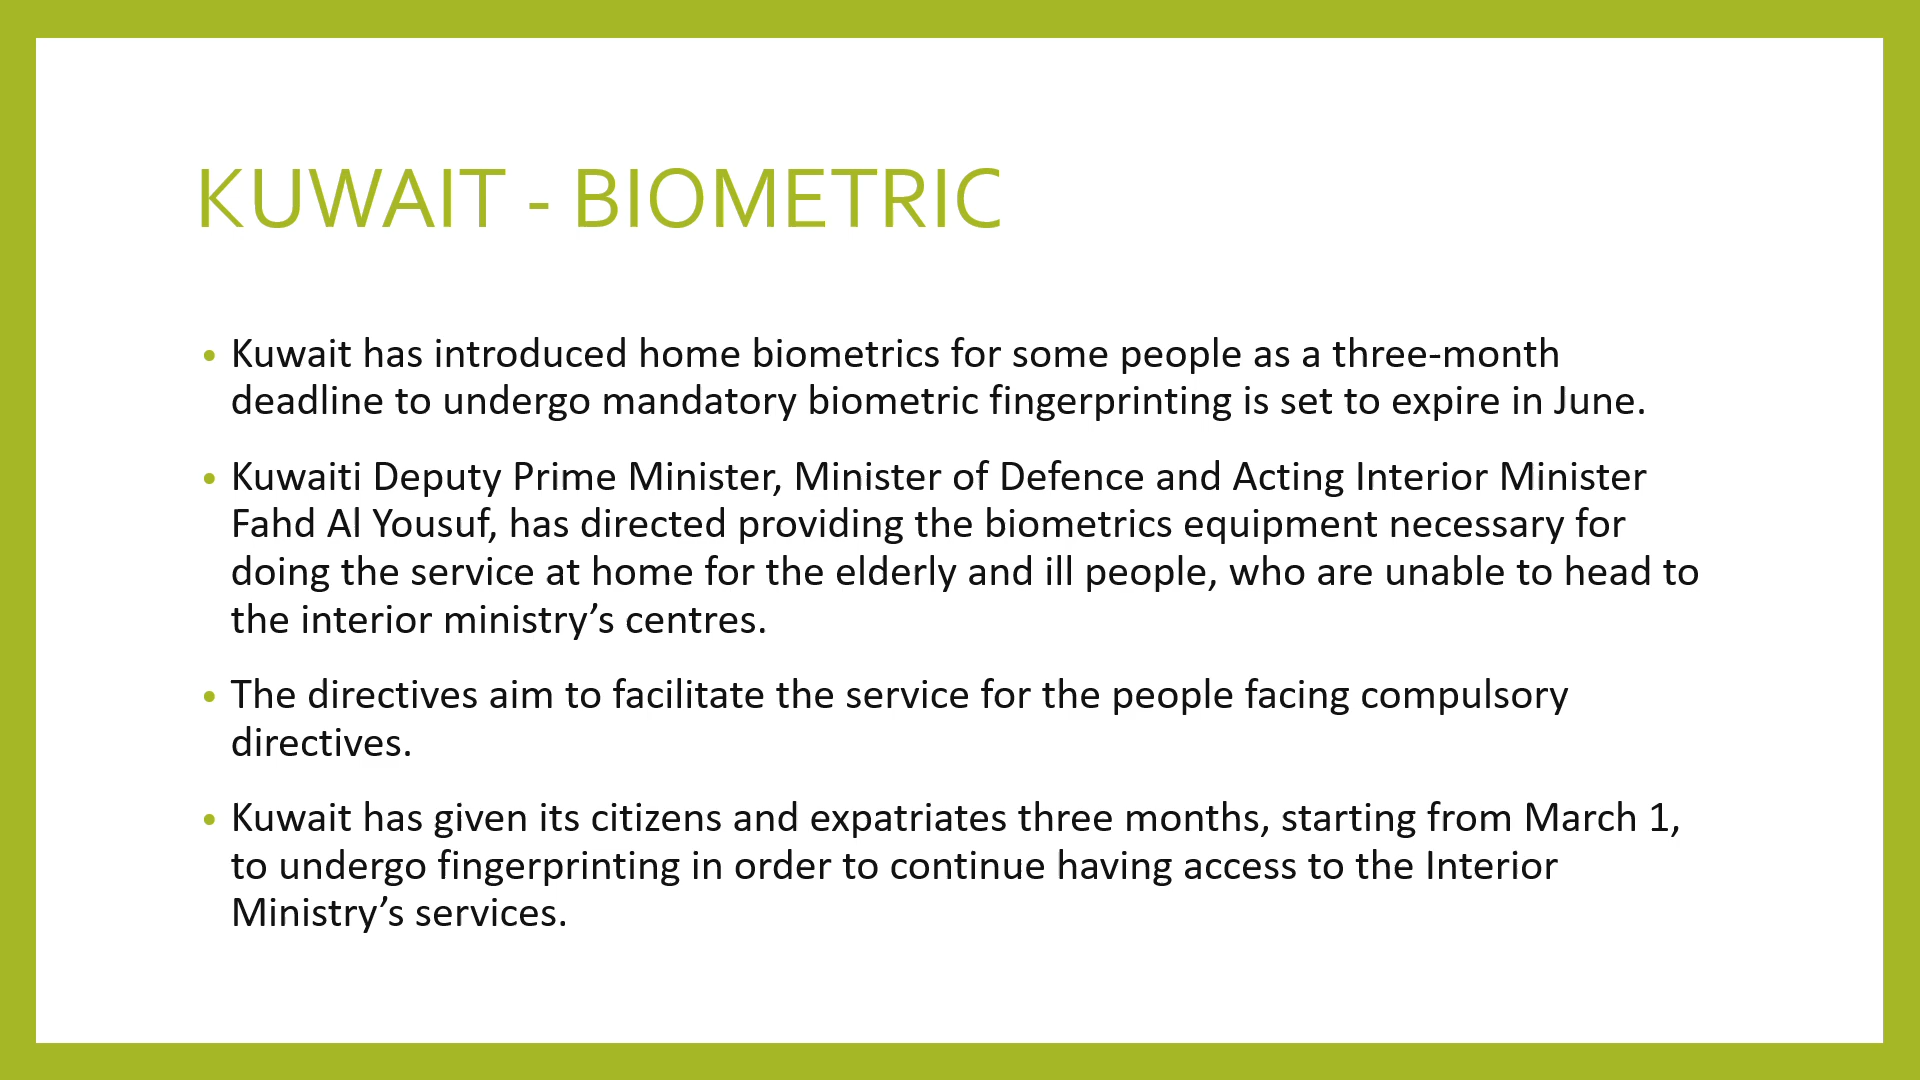 KUWAIT - BIOMETRIC
• Kuwait has introduced home biometrics for some people as a three-month
deadline to undergo mandatory biometric fingerprinting is set to expire in June.
• Kuwaiti Deputy Prime Minister, Minister of Defence and Acting Interior Minister
Fahd Al Yousuf, has directed providing the biometrics equipment necessary for
doing the service at home for the elderly and ill people, who are unable to head to
the interior ministry’s centres.
• The directives aim to facilitate the service for the people facing compulsory
directives.
• Kuwait has given its citizens and expatriates three months, starting from March 1,
to undergo fingerprinting in order to continue having access to the Interior
Ministry’s services.